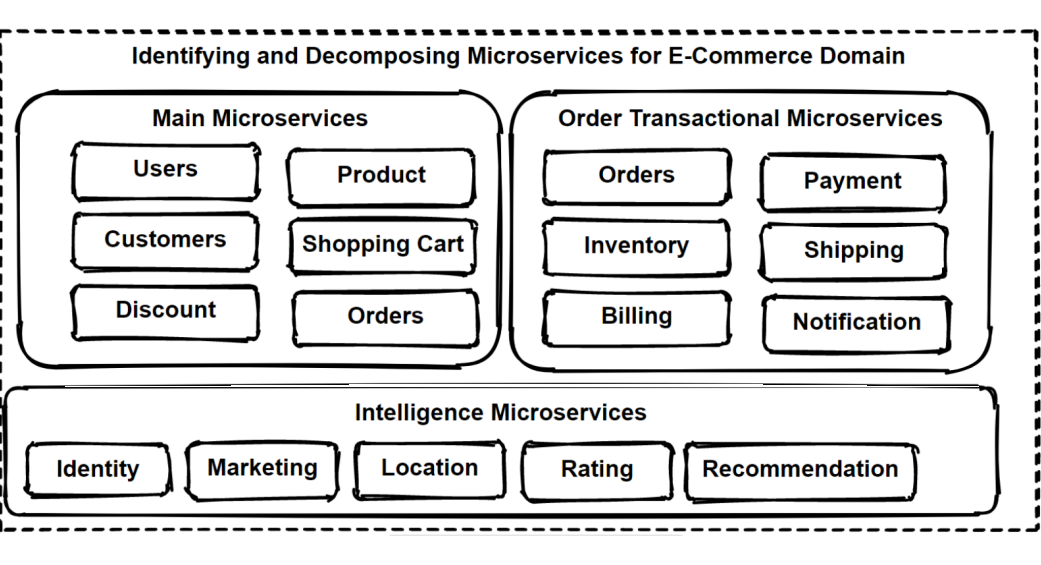 Identifying and Decomposing Microservices for E-Commerce Domain
Main Microservices
Users
Product
Customers
Shopping Cart
Discount
Orders
Order Transactional Microservices
Orders
Payment
Inventory
Shipping
Billing
Notification
Intelligence Microservices
Identity
Marketing
Location
Rating
Recommendation